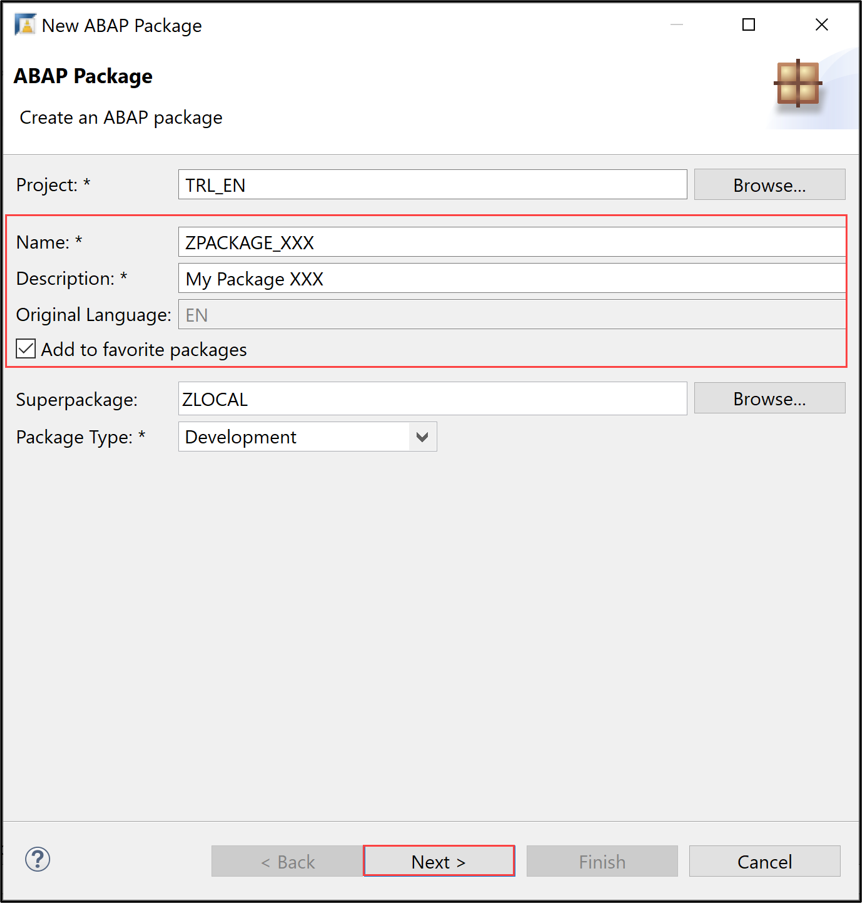 New ABAP Package
ABAP Package
Create an ABAP package
Project: * TRL_EN Browse...
Name: * ZPACKAGE_XXX
Description: * My Package XXX
Original Language: EN
Add to favorite packages
Superpackage: ZLOCAL Browse...
Package Type: * Development
? < Back Next > Finish Cancel